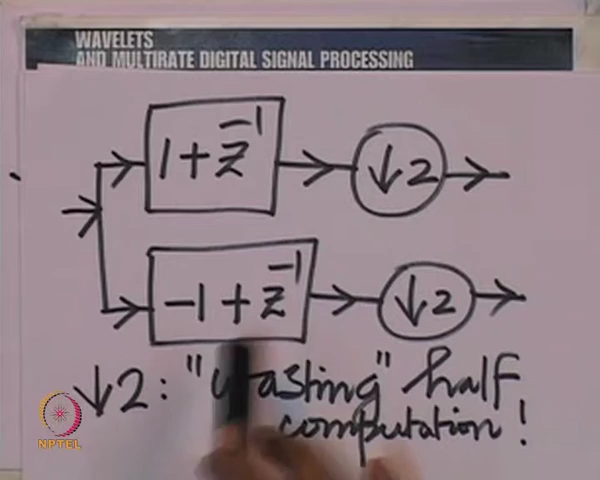 WAVELETS
AND MULTIRATE DIGITAL SIGNAL PROCESSING
1 + z⁻¹
↓2
-1 + z⁻¹
↓2
↓2: "wasting" half
computation!
NPTEL